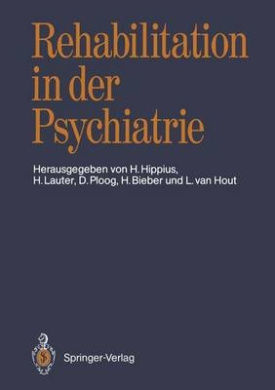 Rehabilitation
in der
Psychiatrie
Herausgegeben von H. Hippius,
H. Lauter, D. Ploog, H. Bieber und L. van Hout
Springer-Verlag